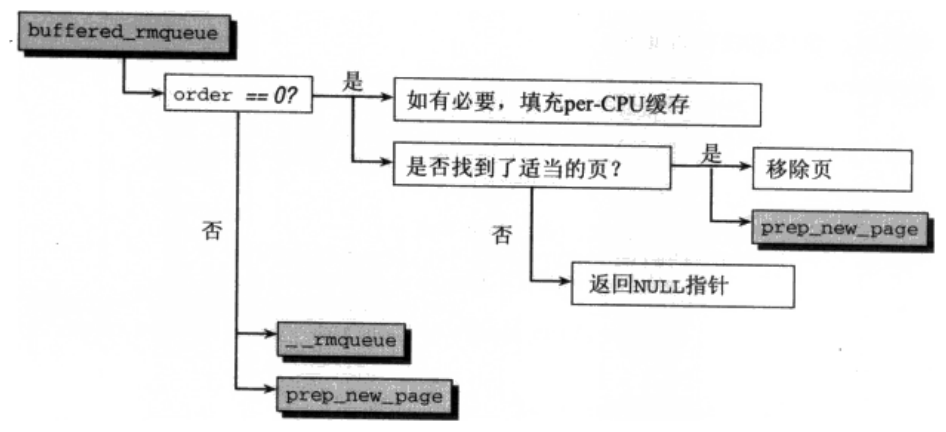 buffered_rmqueue
order == 0?
是
如有必要，填充per-CPU缓存
是否找到了适当的页？
是
移除页
prep_new_page
否
否
返回NULL指针
__rmqueue
prep_new_page